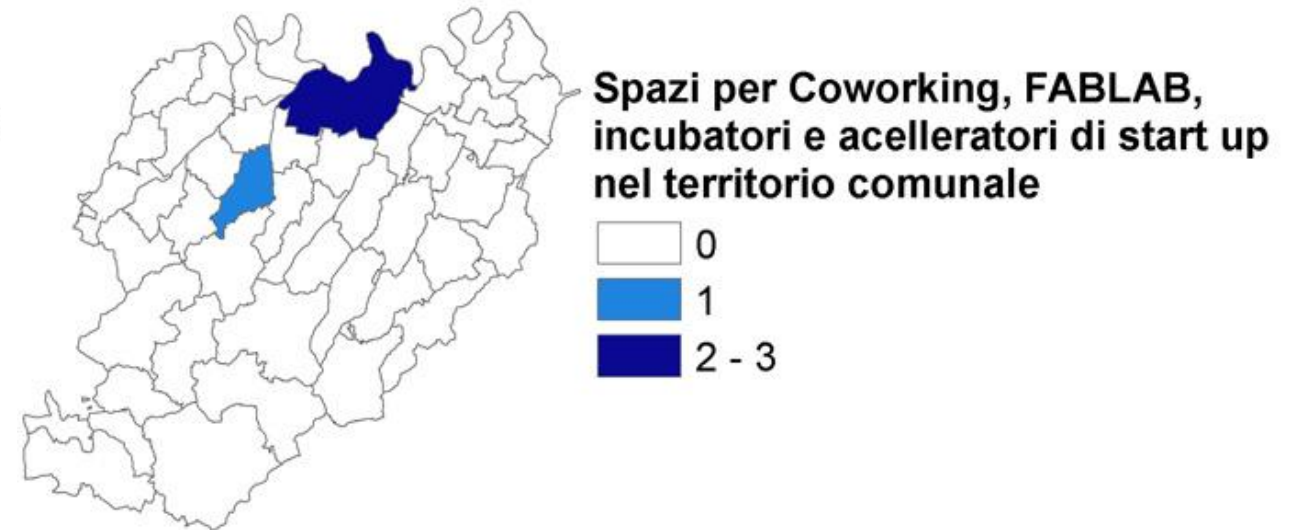 Spazi per Coworking, FABLAB,
incubatori e acelleratori di start up
nel territorio comunale
0
1
2 - 3